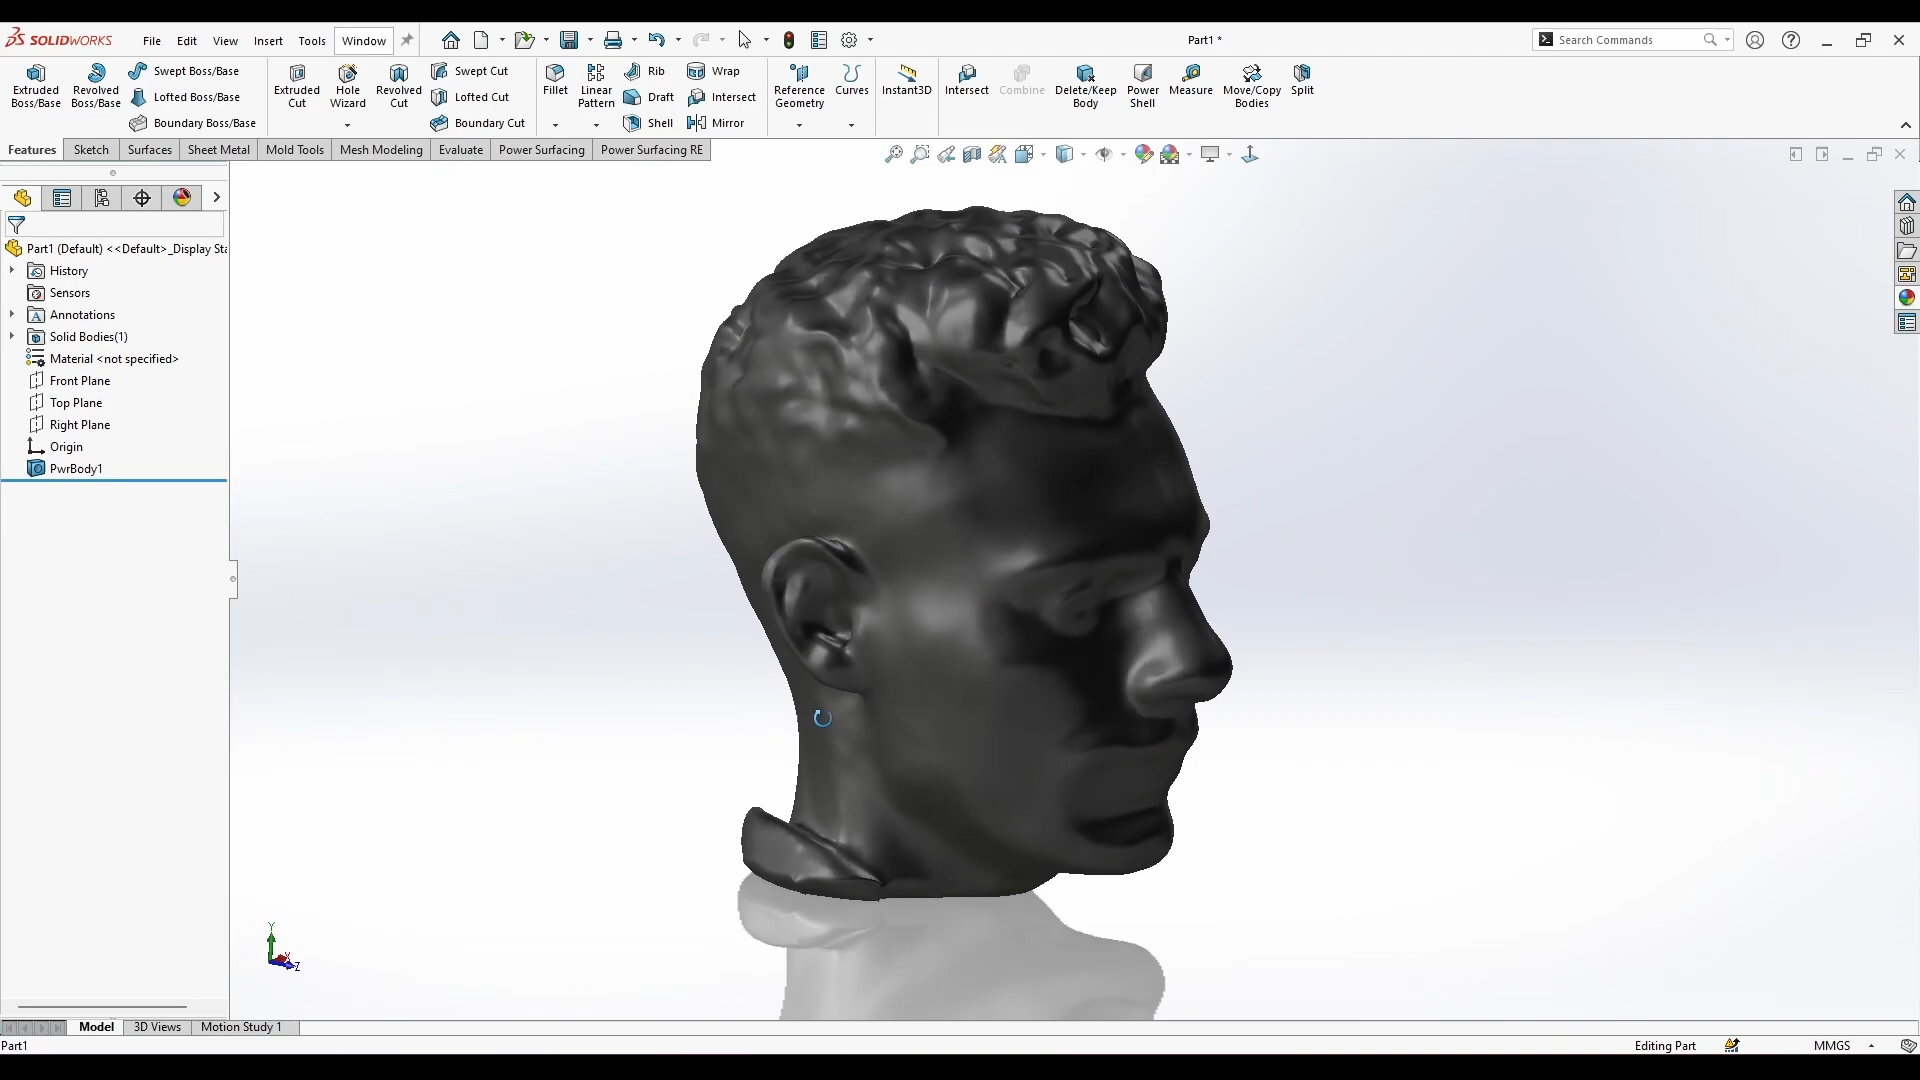 SOLIDWORKS File Edit View Insert Tools Window Part1 * Search Commands
Extruded Boss/Base
Revolved Boss/Base
Swept Boss/Base
Lofted Boss/Base
Boundary Boss/Base
Extruded Cut
Hole Wizard
Revolved Cut
Swept Cut
Lofted Cut
Boundary Cut
Fillet
Linear Pattern
Rib
Draft
Shell
Wrap
Intersect
Mirror
Reference Geometry
Curves
Instant3D
Intersect
Combine
Delete/Keep Body
Power Shell
Measure
Move/Copy Bodies
Split
Features Sketch Surfaces Sheet Metal Mold Tools Mesh Modeling Evaluate Power Surfacing Power Surfacing RE
Part1 (Default) <<Default>_Display Sta
History
Sensors
Annotations
Solid Bodies(1)
Material <not specified>
Front Plane
Top Plane
Right Plane
Origin
PwrBody1
Y
X
Z
Model 3D Views Motion Study 1
Part1 Editing Part MMGS